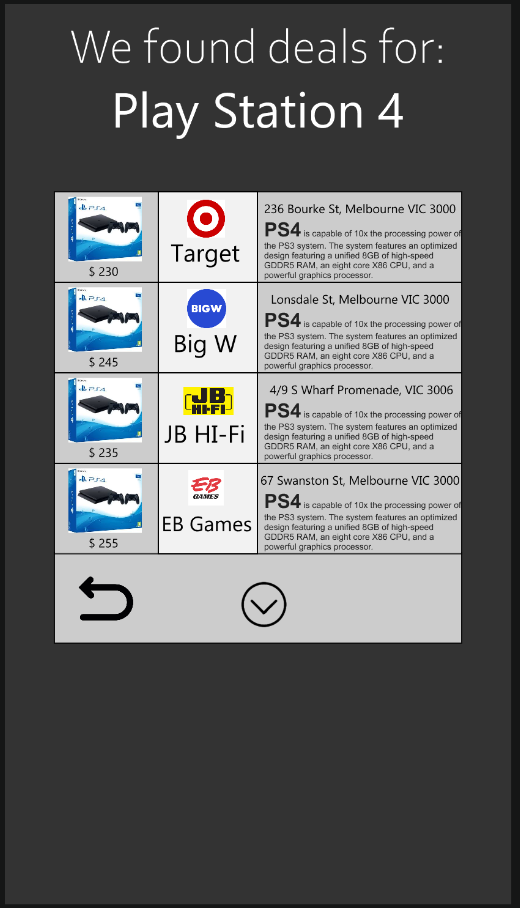 We found deals for:
Play Station 4
PS4
$ 230
Target
236 Bourke St, Melbourne VIC 3000
PS4 is capable of 10x the processing power of
the PS3 system. The system features an optimized
design featuring a unified 8GB of high-speed
GDDR5 RAM, an eight core X86 CPU, and a
powerful graphics processor.
PS4
$ 245
BIGW
Big W
Lonsdale St, Melbourne VIC 3000
PS4 is capable of 10x the processing power of
the PS3 system. The system features an optimized
design featuring a unified 8GB of high-speed
GDDR5 RAM, an eight core X86 CPU, and a
powerful graphics processor.
PS4
$ 235
JB
HI-FI
JB HI-Fi
4/9 S Wharf Promenade, VIC 3006
PS4 is capable of 10x the processing power of
the PS3 system. The system features an optimized
design featuring a unified 8GB of high-speed
GDDR5 RAM, an eight core X86 CPU, and a
powerful graphics processor.
PS4
$ 255
EB
GAMES
EB Games
67 Swanston St, Melbourne VIC 3000
PS4 is capable of 10x the processing power of
the PS3 system. The system features an optimized
design featuring a unified 8GB of high-speed
GDDR5 RAM, an eight core X86 CPU, and a
powerful graphics processor.